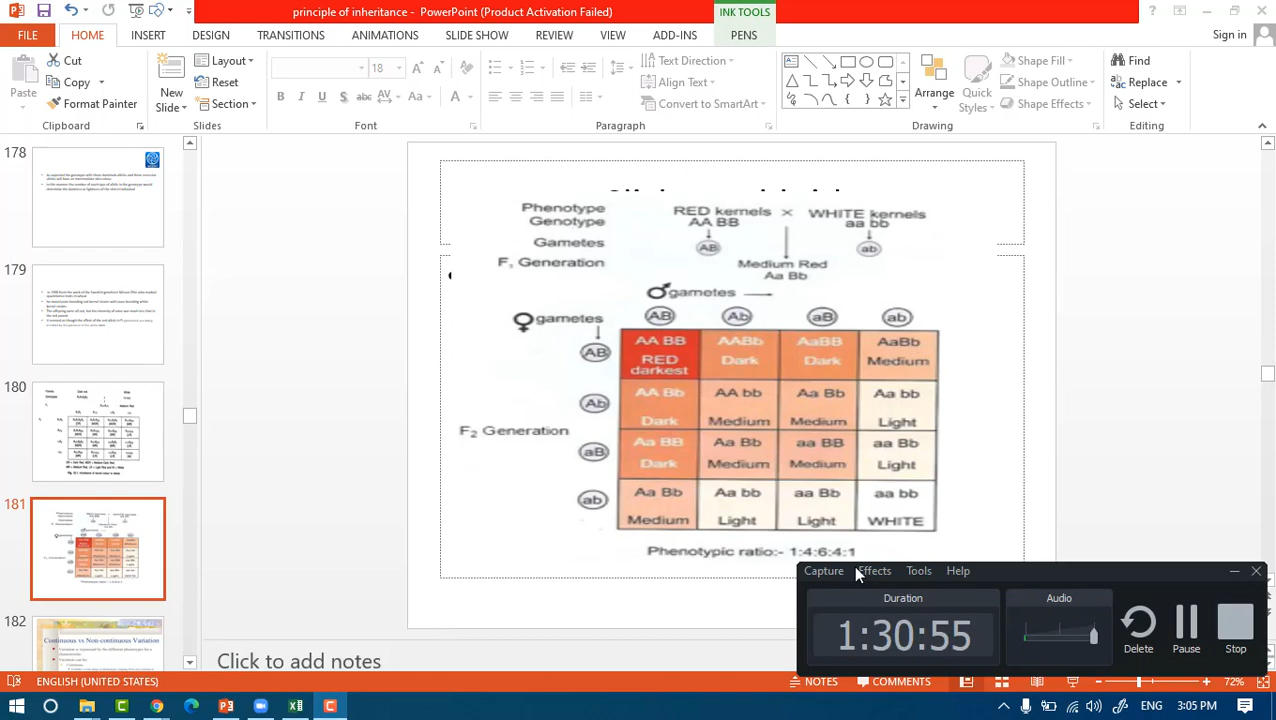 principle of inheritance - PowerPoint (Product Activation Failed)
INK TOOLS
FILE HOME INSERT DESIGN TRANSITIONS ANIMATIONS SLIDE SHOW REVIEW VIEW ADD-INS PENS
Sign in
Paste
Cut
Copy
Format Painter
Clipboard
New Slide
Layout
Reset
Section
Slides
18
B I U S abc AV Aa A
Font
Text Direction
Align Text
Convert to SmartArt
Paragraph
Arrange
Quick Styles
Shape Fill
Shape Outline
Shape Effects
Drawing
Find
Replace
Select
Editing
178
179
180
181
182
Continuous vs Non-continuous Variation
Phenotype RED kernels × WHITE kernels
Genotype AA BB aa bb
Gametes AB ab
F₁ Generation Medium Red
Aa Bb
♂gametes
AB Ab aB ab
♀gametes
AB AA BB AABb AaBB AaBb
RED darkest Dark Dark Medium
Ab AA Bb AA bb Aa Bb Aa bb
Dark Medium Medium Light
F₂ Generation
aB Aa BB Aa Bb aa BB aa Bb
Dark Medium Medium Light
ab Aa Bb Aa bb aa Bb aa bb
Medium Light Light WHITE
Phenotypic ratio:- 1:4:6:4:1
Capture Effects Tools Help
Duration
1:30:55
Audio
Delete Pause Stop
Click to add notes
ENGLISH (UNITED STATES)
NOTES COMMENTS 72%
ENG 3:05 PM